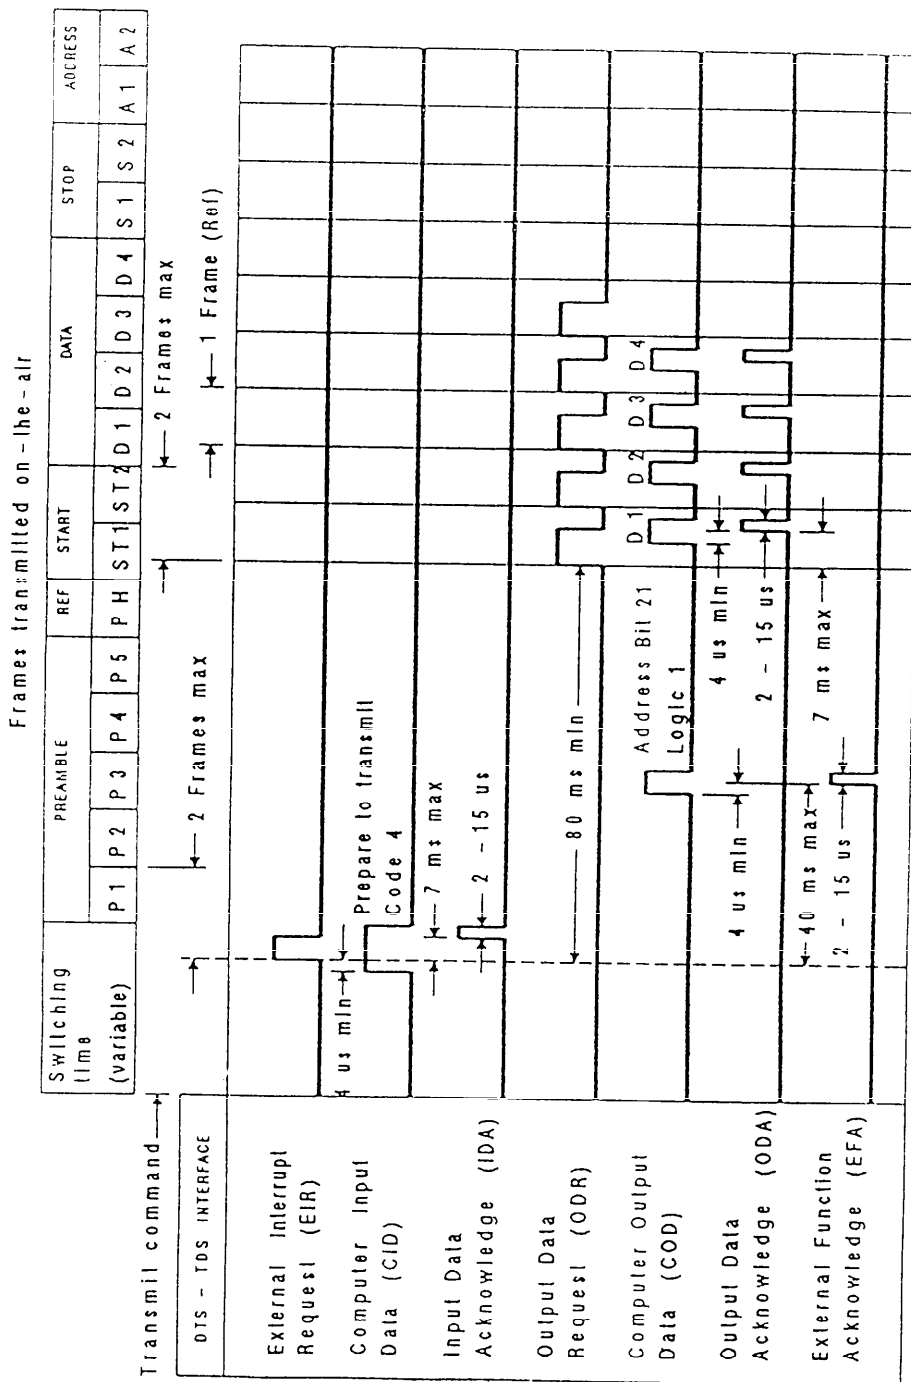 Frames transmitted on-the-air
Switching
time
(variable)
PREAMBLE
REF
START
DATA
STOP
ADDRESS
P1 P2 P3 P4 P5 PH ST1 ST2 D1 D2 D3 D4 S1 S2 A1 A2
Transmit command
2 Frames max
2 Frames max
1 Frame (Ref)
DTS - TDS INTERFACE
External Interrupt
Request (EIR)
4 us min
Computer Input
Data (CID)
Prepare to transmit
Code 4
7 ms max
Input Data
Acknowledge (IDA)
2 -15 us
Output Data
Request (ODR)
80 ms min
Computer Output
Data (COD)
Address Bit 21
Logic 1
D1 D2 D3 D4
4 us min
4 us min
Output Data
Acknowledge (ODA)
2 - 15 us
40 ms max
7 ms max
External Function
Acknowledge (EFA)
2 - 15 us